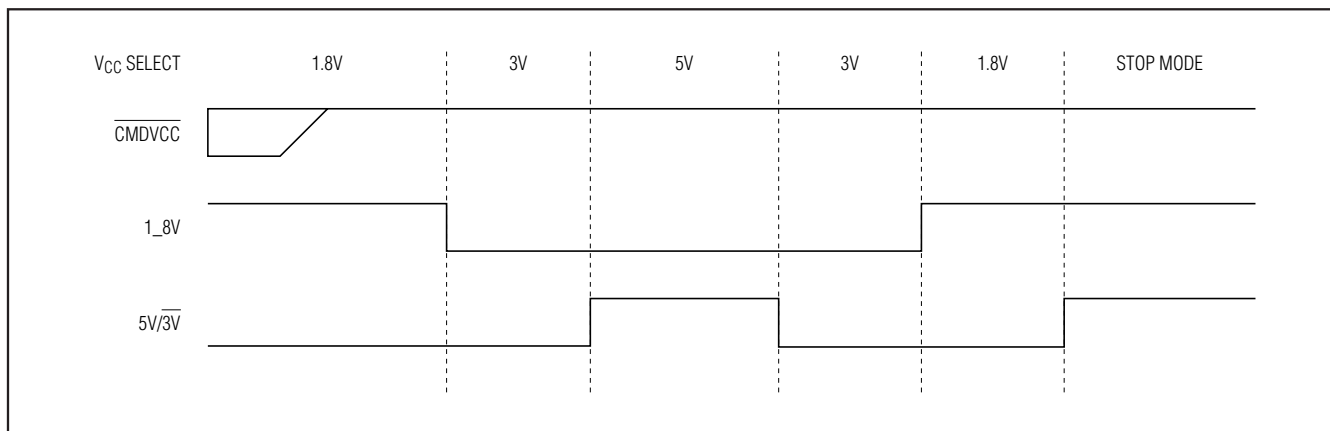 VCC SELECT 1.8V 3V 5V 3V 1.8V STOP MODE
CMDVCC
1_8V
5V/3V